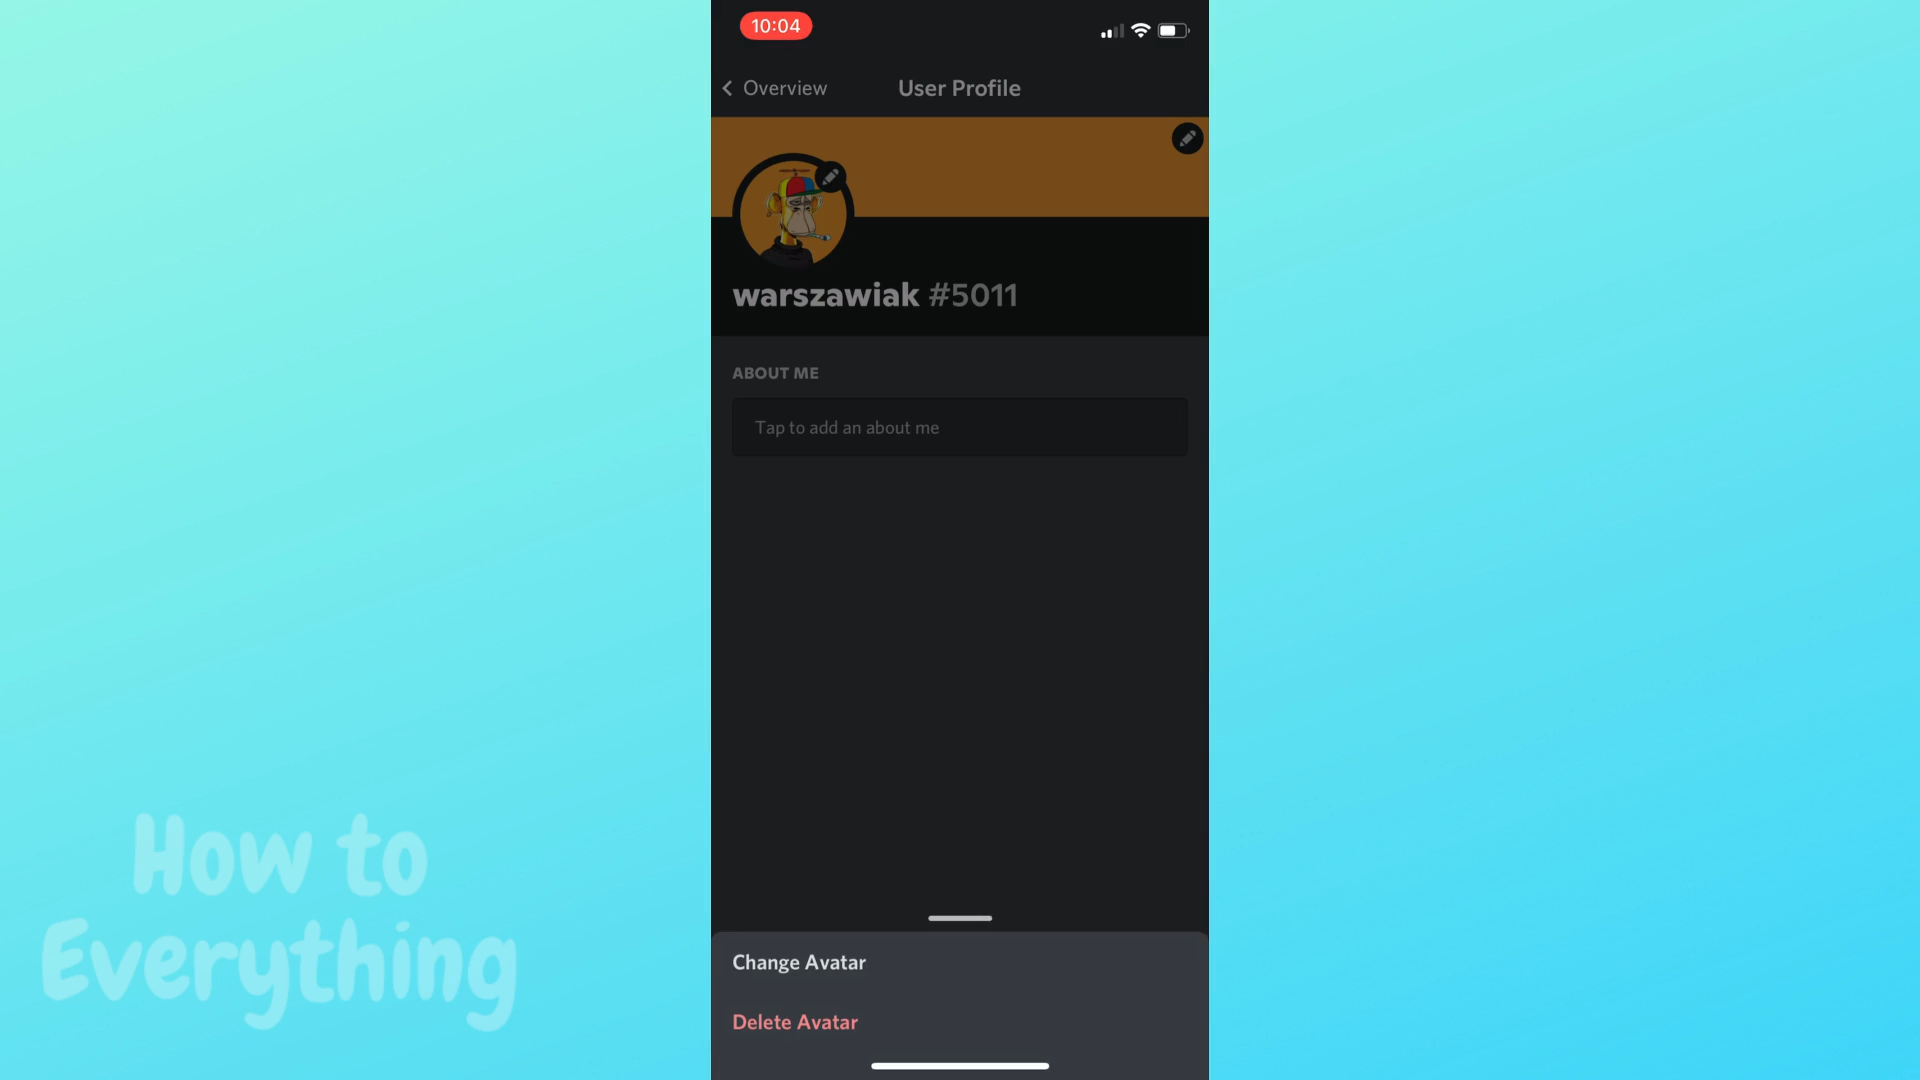 10:04
Overview
User Profile
warszawiak #5011
ABOUT ME
Tap to add an about me
Change Avatar
Delete Avatar
How to
Everything